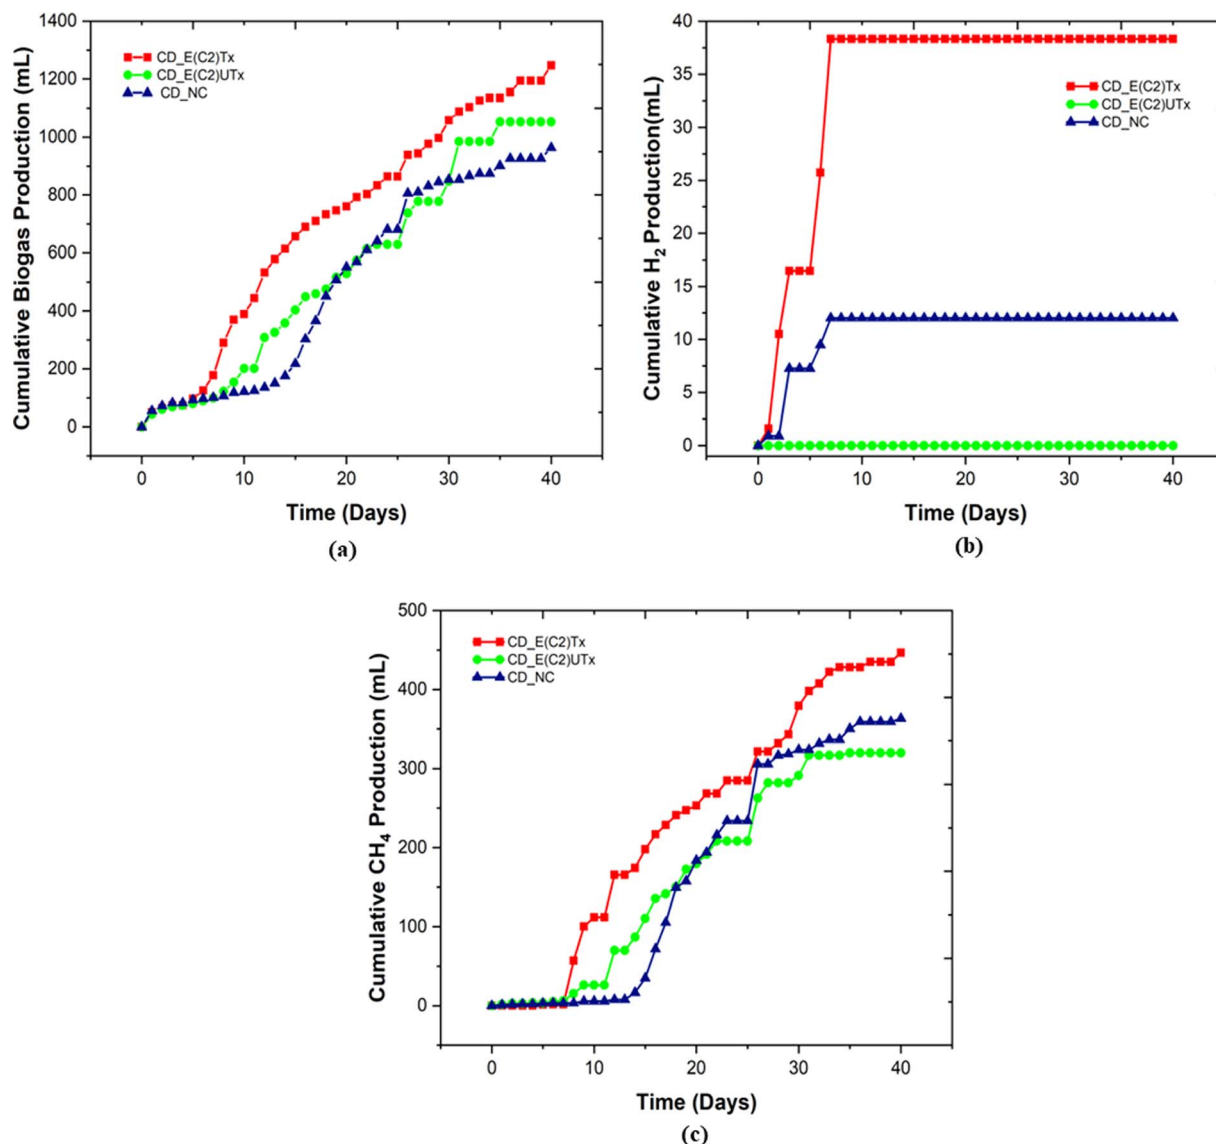 1400
1200
1000
800
600
400
200
0
CD_E(C2)Tx
CD_E(C2)UTx
CD_NC
Cumulative Biogas Production (mL)
0 10 20 30 40
Time (Days)
(a)
40
35
30
25
20
15
10
5
0
CD_E(C2)Tx
CD_E(C2)UTx
CD_NC
Cumulative H₂ Production(mL)
0 10 20 30 40
Time (Days)
(b)
500
400
300
200
100
0
CD_E(C2)Tx
CD_E(C2)UTx
CD_NC
Cumulative CH₄ Production (mL)
0 10 20 30 40
Time (Days)
(c)